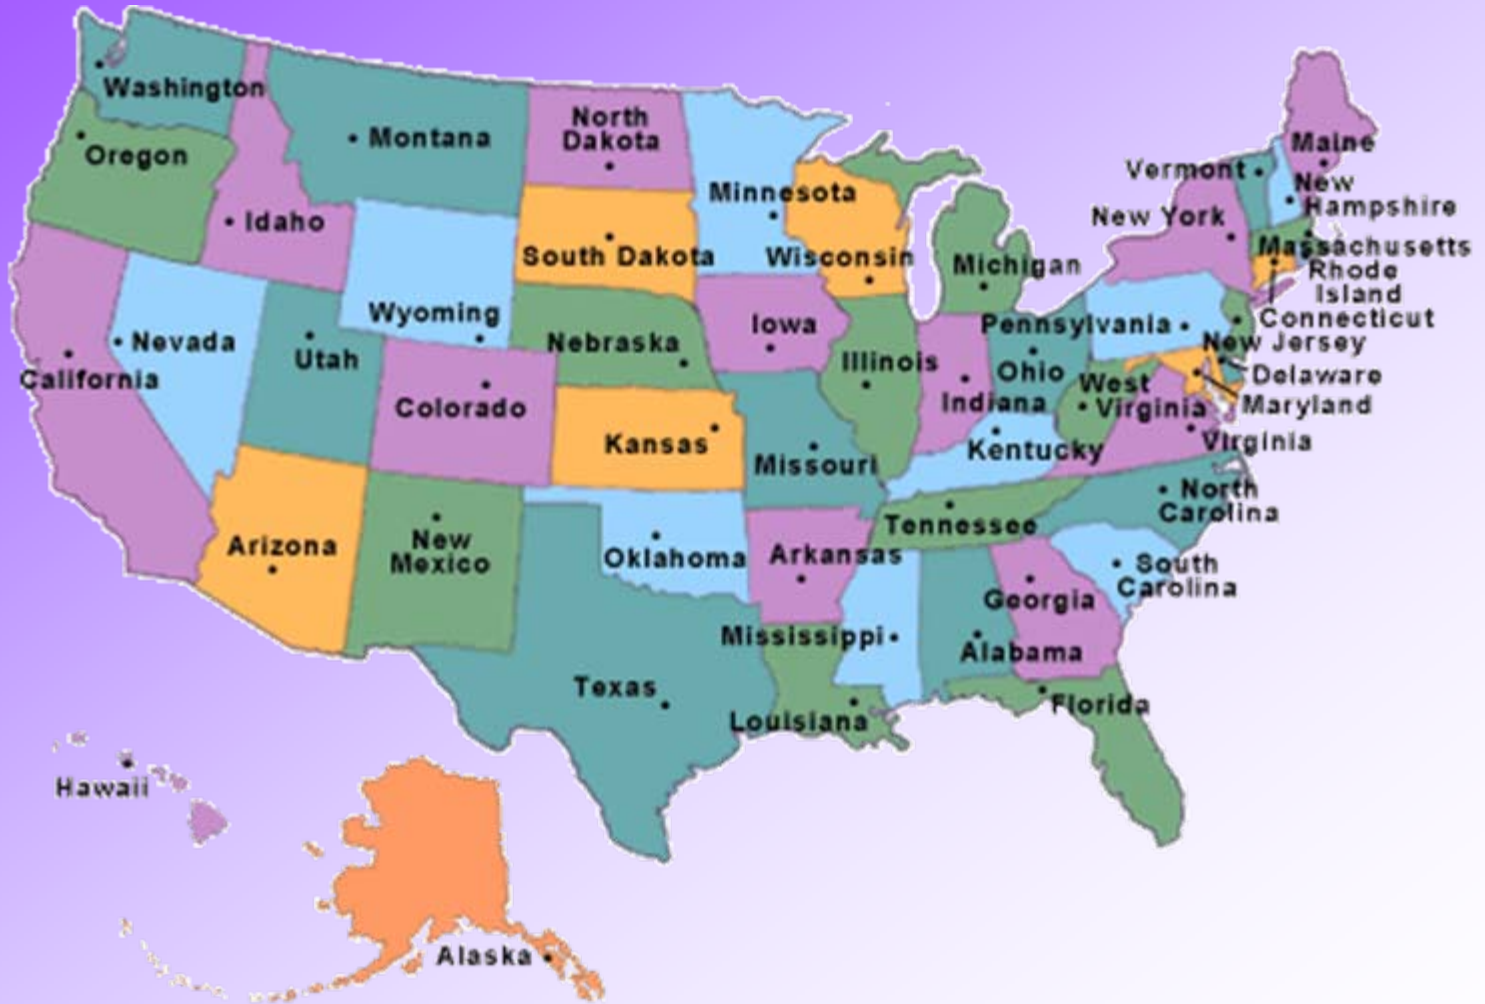 Washington
Oregon
Montana
Idaho
North
Dakota
Minnesota
South Dakota
Wisconsin
Michigan
Maine
Vermont
New
Hampshire
New York
Massachusetts
Rhode
Island
Connecticut
New Jersey
Delaware
Maryland
Pennsylvania
Wyoming
Nevada
Utah
California
Colorado
Nebraska
Iowa
Illinois
Indiana
Ohio
West
Virginia
Virginia
Kentucky
Kansas
Missouri
North
Carolina
Tennessee
South
Carolina
Arizona
New
Mexico
Oklahoma
Arkansas
Georgia
Alabama
Mississippi
Texas
Louisiana
Florida
Hawaii
Alaska